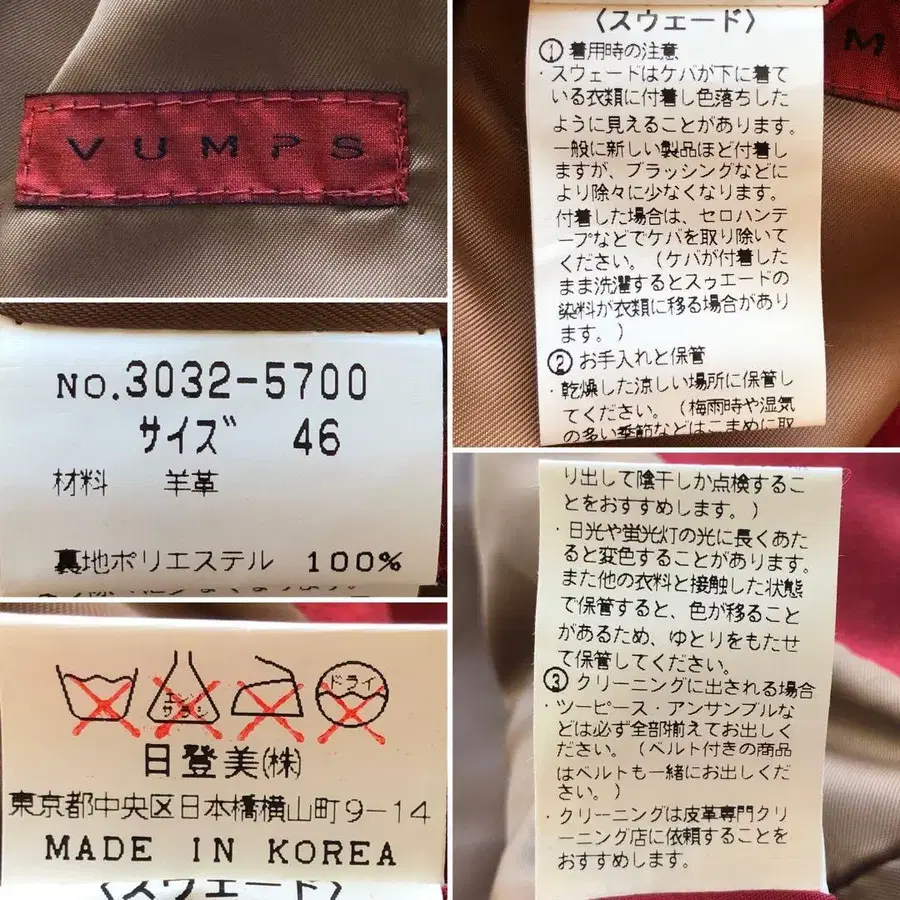 VUMPS
NO.3032-5700
サイズ 46
材料 羊革
裏地ポリエステル 100%
エンソ
サラシ
ドライ
日登美(株)
東京都中央区日本橋横山町9-14
MADE IN KOREA
〈スウェード〉
〈スウェード〉
① 着用時の注意
・スウェードはケバが下に着て
いる衣類に付着し色落ちした
ように見えることがあります。
一般に新しい製品ほど付着し
ますが、ブラッシングなどに
より除々に少なくなります。
付着した場合は、セロハンテ
ープなどでケバを取り除いて
ください。(ケバが付着した
まま洗濯するとスゥエードの
染料が衣類に移る場合があり
ます。)
② お手入れと保管
・乾燥した涼しい場所に保管し
てください。(梅雨時や湿気
の多い季節などはこまめに取
M
り出して陰干しか点検するこ
とをおすすめします。)
・日光や蛍光灯の光に長くあた
ると変色することがあります。
また他の衣料と接触した状態
で保管すると、色が移ること
があるため、ゆとりをもたせ
て保管してください。
③ クリーニングに出される場合
・ツーピース・アンサンブルな
どは必ず全部揃えてお出しく
ださい。(ベルト付きの商品
はベルトも一緒にお出しくだ
さい。)
・クリーニングは皮革専門クリ
ーニング店に依頼することを
おすすめします。